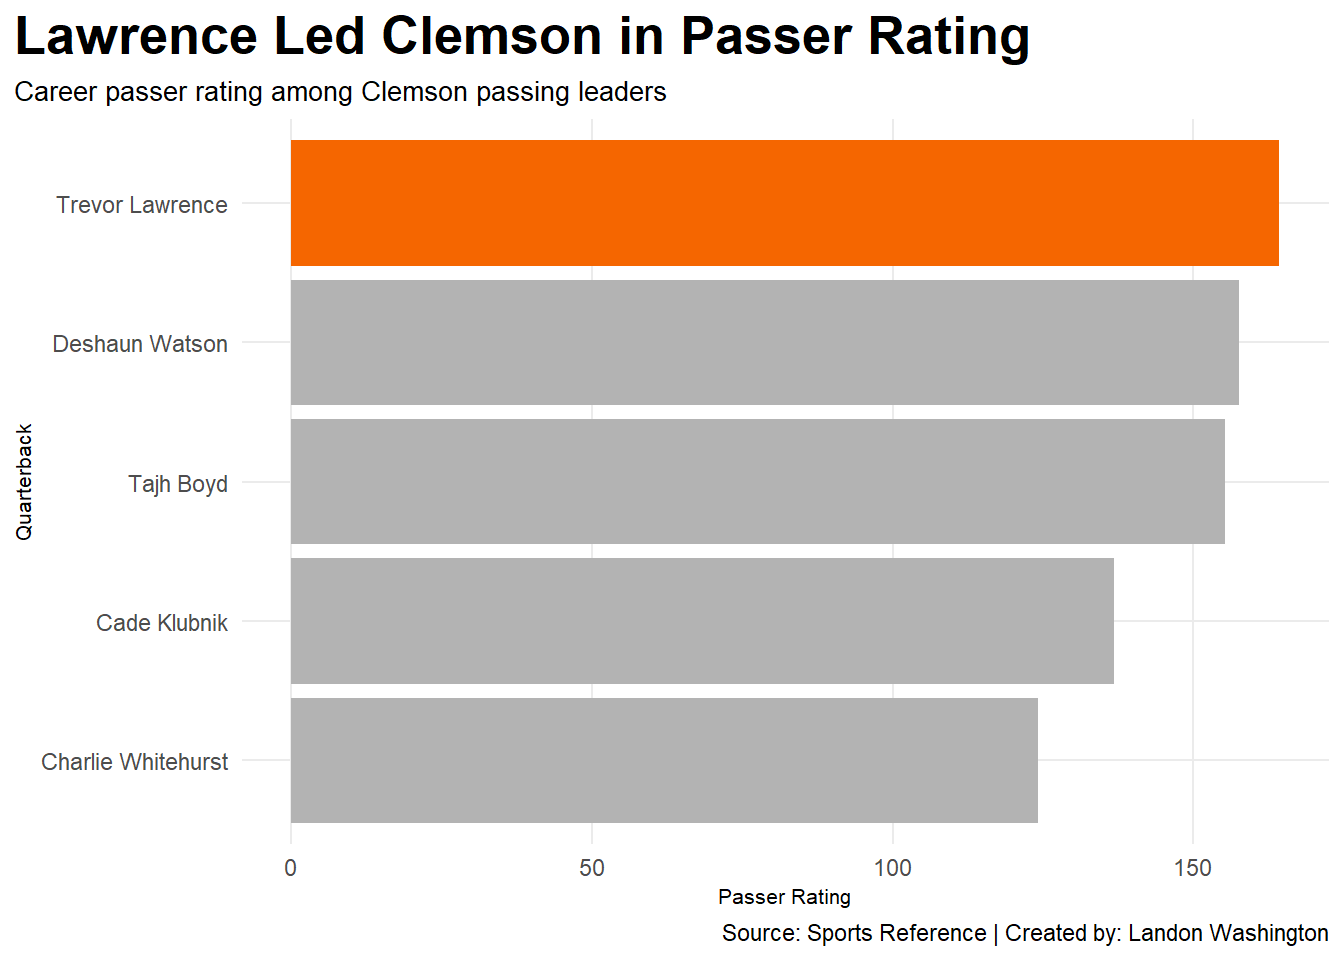 Lawrence Led Clemson in Passer Rating
Career passer rating among Clemson passing leaders
Quarterback
Trevor Lawrence
Deshaun Watson
Tajh Boyd
Cade Klubnik
Charlie Whitehurst
0 50 100 150
Passer Rating
Source: Sports Reference | Created by: Landon Washington